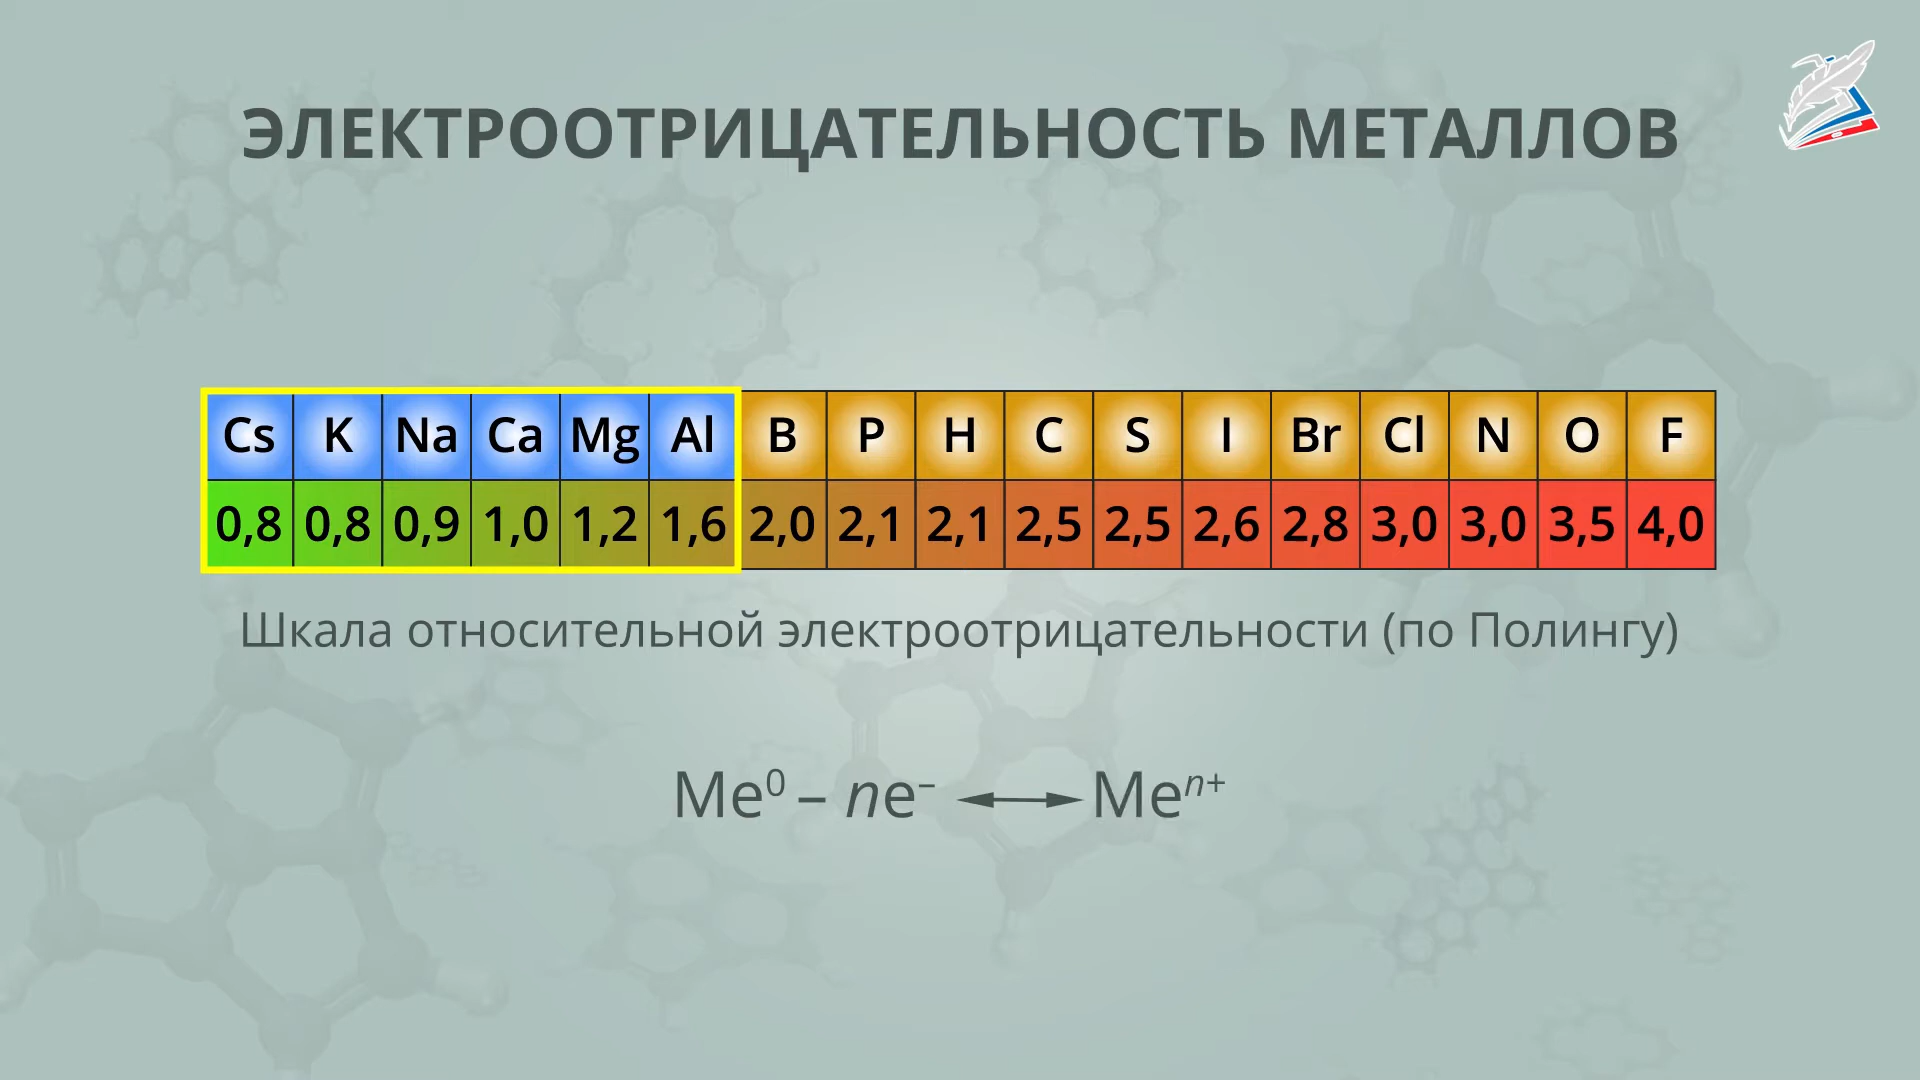 ЭЛЕКТРООТРИЦАТЕЛЬНОСТЬ МЕТАЛЛОВ
Cs K Na Ca Mg Al B P H C S I Br Cl N O F
0,8 0,8 0,9 1,0 1,2 1,6 2,0 2,1 2,1 2,5 2,5 2,6 2,8 3,0 3,0 3,5 4,0
Шкала относительной электроотрицательности (по Полингу)
Me⁰ – ne⁻ ⟷ Meⁿ⁺